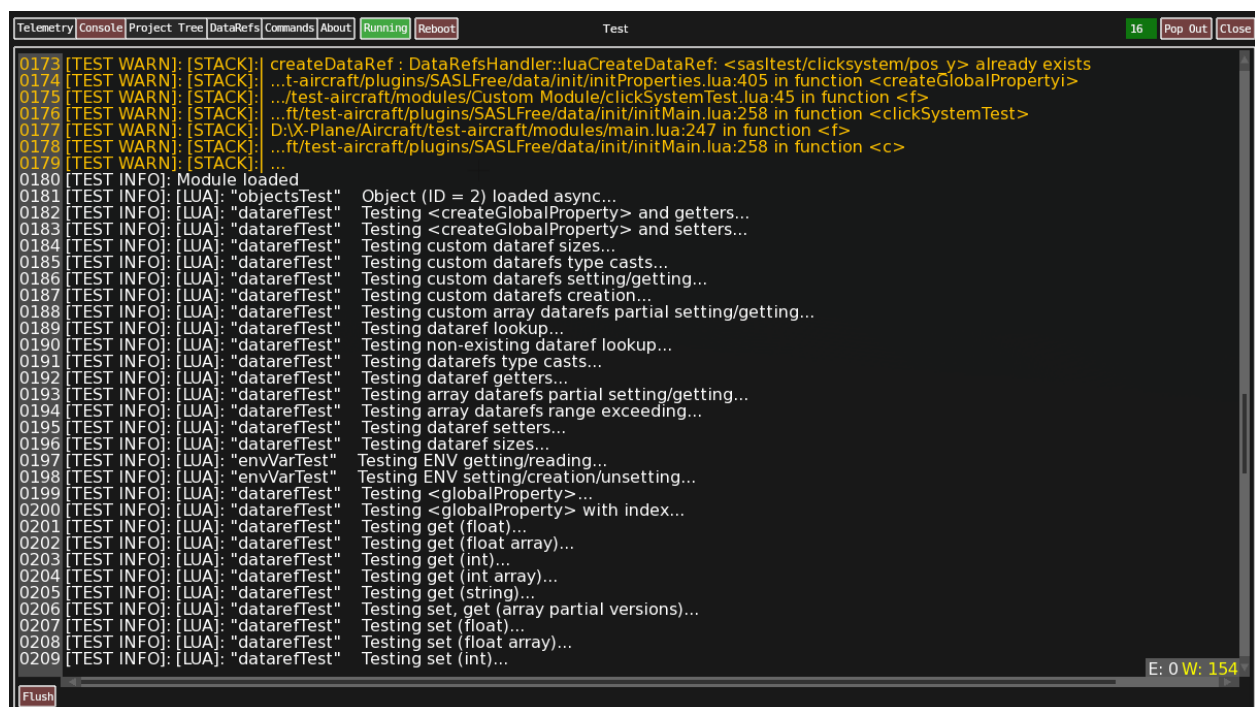 Telemetry Console Project Tree DataRefs Commands About Running Reboot Test 16 Pop Out Close
0173 [TEST WARN]: [STACK]:| createDataRef : DataRefsHandler::luaCreateDataRef: <sasltest/clicksystem/pos_y> already exists
0174 [TEST WARN]: [STACK]:| ...t-aircraft/plugins/SASLFree/data/init/initProperties.lua:405 in function <createGlobalPropertyi>
0175 [TEST WARN]: [STACK]:| .../test-aircraft/modules/Custom Module/clickSystemTest.lua:45 in function <f>
0176 [TEST WARN]: [STACK]:| ...ft/test-aircraft/plugins/SASLFree/data/init/initMain.lua:258 in function <clickSystemTest>
0177 [TEST WARN]: [STACK]:| D:\X-Plane/Aircraft/test-aircraft/modules/main.lua:247 in function <f>
0178 [TEST WARN]: [STACK]:| ...ft/test-aircraft/plugins/SASLFree/data/init/initMain.lua:258 in function <c>
0179 [TEST WARN]: [STACK]:| ...
0180 [TEST INFO]: Module loaded
0181 [TEST INFO]: [LUA]: "objectsTest" Object (ID = 2) loaded async...
0182 [TEST INFO]: [LUA]: "datarefTest" Testing <createGlobalProperty> and getters...
0183 [TEST INFO]: [LUA]: "datarefTest" Testing <createGlobalProperty> and setters...
0184 [TEST INFO]: [LUA]: "datarefTest" Testing custom dataref sizes...
0185 [TEST INFO]: [LUA]: "datarefTest" Testing custom datarefs type casts...
0186 [TEST INFO]: [LUA]: "datarefTest" Testing custom datarefs setting/getting...
0187 [TEST INFO]: [LUA]: "datarefTest" Testing custom datarefs creation...
0188 [TEST INFO]: [LUA]: "datarefTest" Testing custom array datarefs partial setting/getting...
0189 [TEST INFO]: [LUA]: "datarefTest" Testing dataref lookup...
0190 [TEST INFO]: [LUA]: "datarefTest" Testing non-existing dataref lookup...
0191 [TEST INFO]: [LUA]: "datarefTest" Testing datarefs type casts...
0192 [TEST INFO]: [LUA]: "datarefTest" Testing dataref getters...
0193 [TEST INFO]: [LUA]: "datarefTest" Testing array datarefs partial setting/getting...
0194 [TEST INFO]: [LUA]: "datarefTest" Testing array datarefs range exceeding...
0195 [TEST INFO]: [LUA]: "datarefTest" Testing dataref setters...
0196 [TEST INFO]: [LUA]: "datarefTest" Testing dataref sizes...
0197 [TEST INFO]: [LUA]: "envVarTest" Testing ENV getting/reading...
0198 [TEST INFO]: [LUA]: "envVarTest" Testing ENV setting/creation/unsetting...
0199 [TEST INFO]: [LUA]: "datarefTest" Testing <globalProperty>...
0200 [TEST INFO]: [LUA]: "datarefTest" Testing <globalProperty> with index...
0201 [TEST INFO]: [LUA]: "datarefTest" Testing get (float)...
0202 [TEST INFO]: [LUA]: "datarefTest" Testing get (float array)...
0203 [TEST INFO]: [LUA]: "datarefTest" Testing get (int)...
0204 [TEST INFO]: [LUA]: "datarefTest" Testing get (int array)...
0205 [TEST INFO]: [LUA]: "datarefTest" Testing get (string)...
0206 [TEST INFO]: [LUA]: "datarefTest" Testing set, get (array partial versions)...
0207 [TEST INFO]: [LUA]: "datarefTest" Testing set (float)...
0208 [TEST INFO]: [LUA]: "datarefTest" Testing set (float array)...
0209 [TEST INFO]: [LUA]: "datarefTest" Testing set (int)...
E: 0 W: 154
Flush